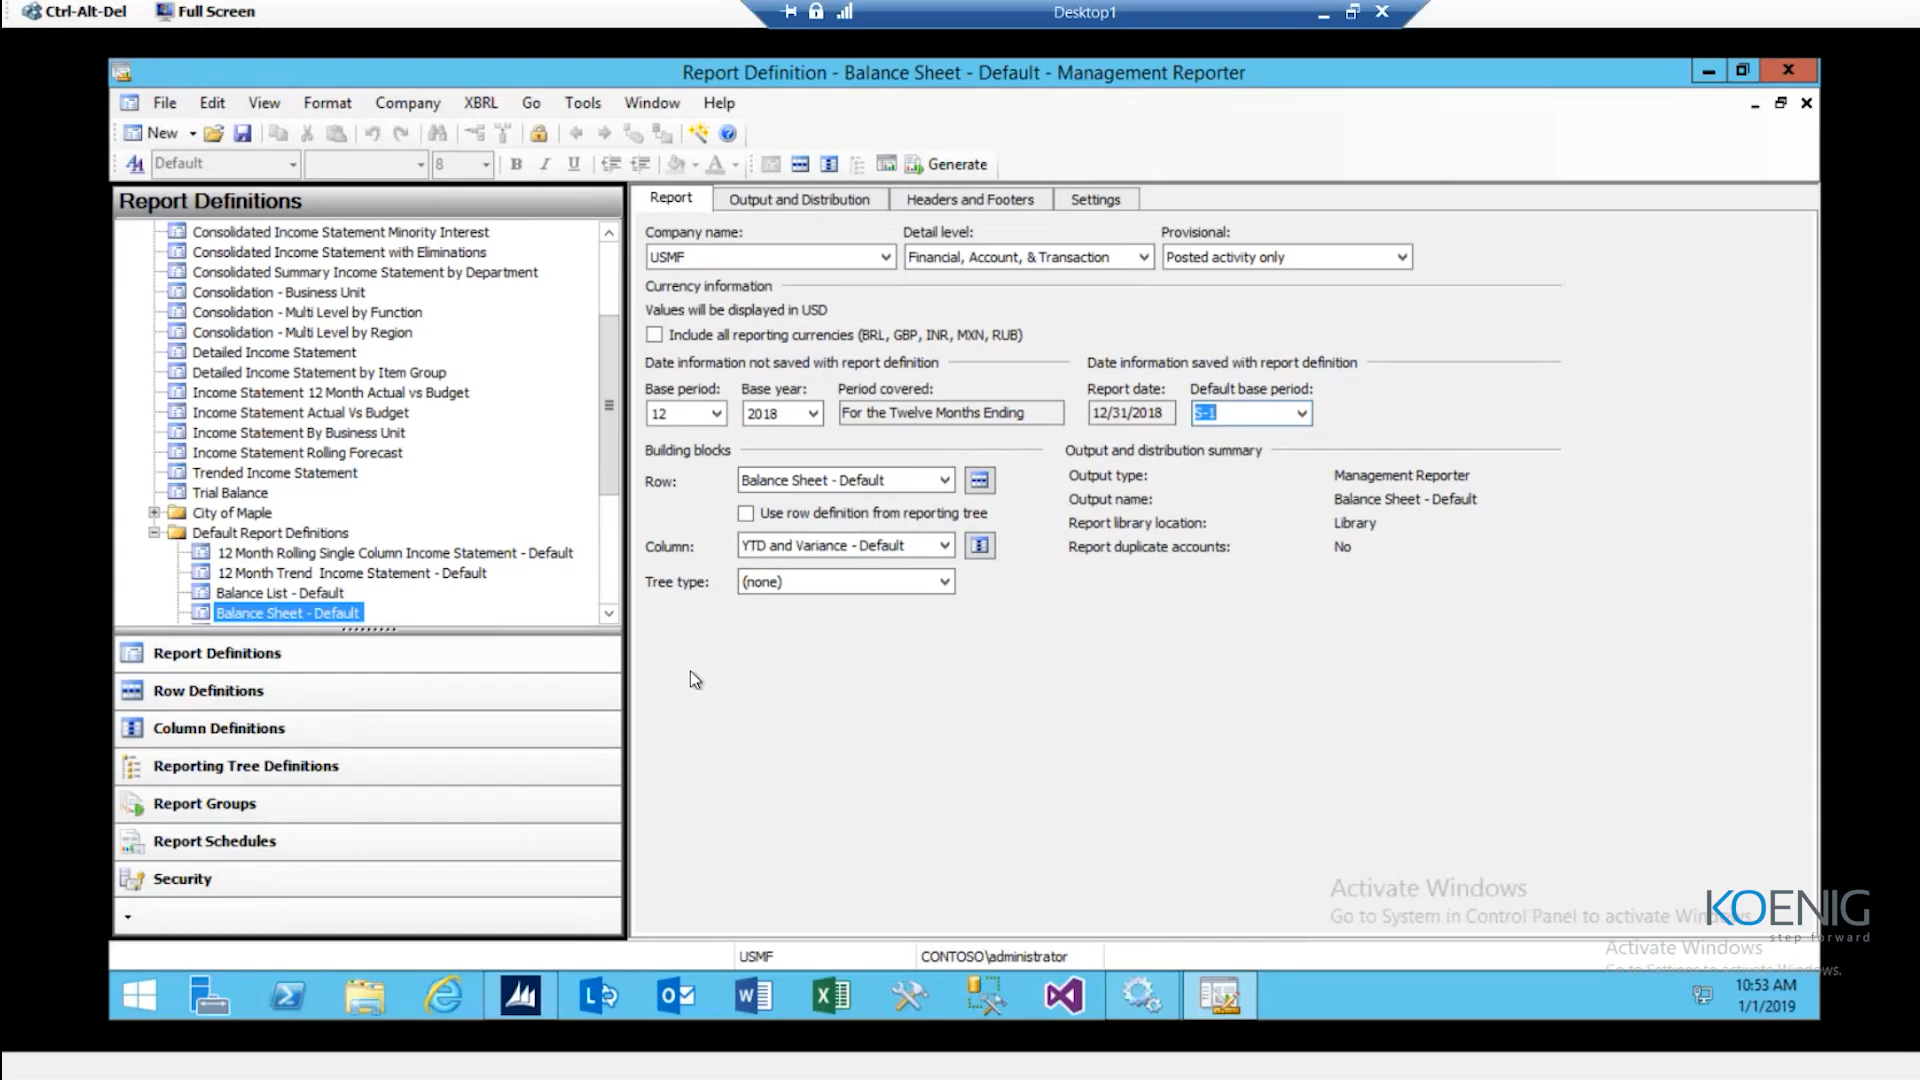 Ctrl-Alt-Del Full Screen
Desktop1
Report Definition - Balance Sheet - Default - Management Reporter
File Edit View Format Company XBRL Go Tools Window Help
New
Default 8 B I U A Generate
Report Definitions
Consolidated Income Statement Minority Interest
Consolidated Income Statement with Eliminations
Consolidated Summary Income Statement by Department
Consolidation - Business Unit
Consolidation - Multi Level by Function
Consolidation - Multi Level by Region
Detailed Income Statement
Detailed Income Statement by Item Group
Income Statement 12 Month Actual vs Budget
Income Statement Actual Vs Budget
Income Statement By Business Unit
Income Statement Rolling Forecast
Trended Income Statement
Trial Balance
City of Maple
Default Report Definitions
12 Month Rolling Single Column Income Statement - Default
12 Month Trend Income Statement - Default
Balance List - Default
Balance Sheet - Default
Report Definitions
Row Definitions
Column Definitions
Reporting Tree Definitions
Report Groups
Report Schedules
Security
Report Output and Distribution Headers and Footers Settings
Company name: Detail level: Provisional:
USMF Financial, Account, & Transaction Posted activity only
Currency information
Values will be displayed in USD
Include all reporting currencies (BRL, GBP, INR, MXN, RUB)
Date information not saved with report definition Date information saved with report definition
Base period: Base year: Period covered: Report date: Default base period:
12 2018 For the Twelve Months Ending 12/31/2018 S-1
Building blocks Output and distribution summary
Row: Balance Sheet - Default
Use row definition from reporting tree
Column: YTD and Variance - Default
Tree type: (none)
Output type: Management Reporter
Output name: Balance Sheet - Default
Report library location: Library
Report duplicate accounts: No
Activate Windows
Go to System in Control Panel to activate Windows.
KOENIG
step forward
Activate Windows
Go to Settings to activate Windows.
USMF CONTOSO\administrator
10:53 AM
1/1/2019